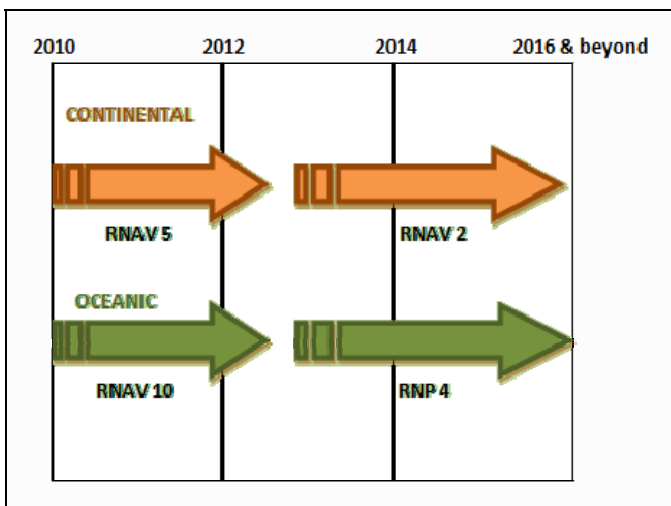 2010 2012 2014 2016 & beyond
CONTINENTAL
RNAV 5 RNAV 2
OCEANIC
RNAV 10 RNP 4